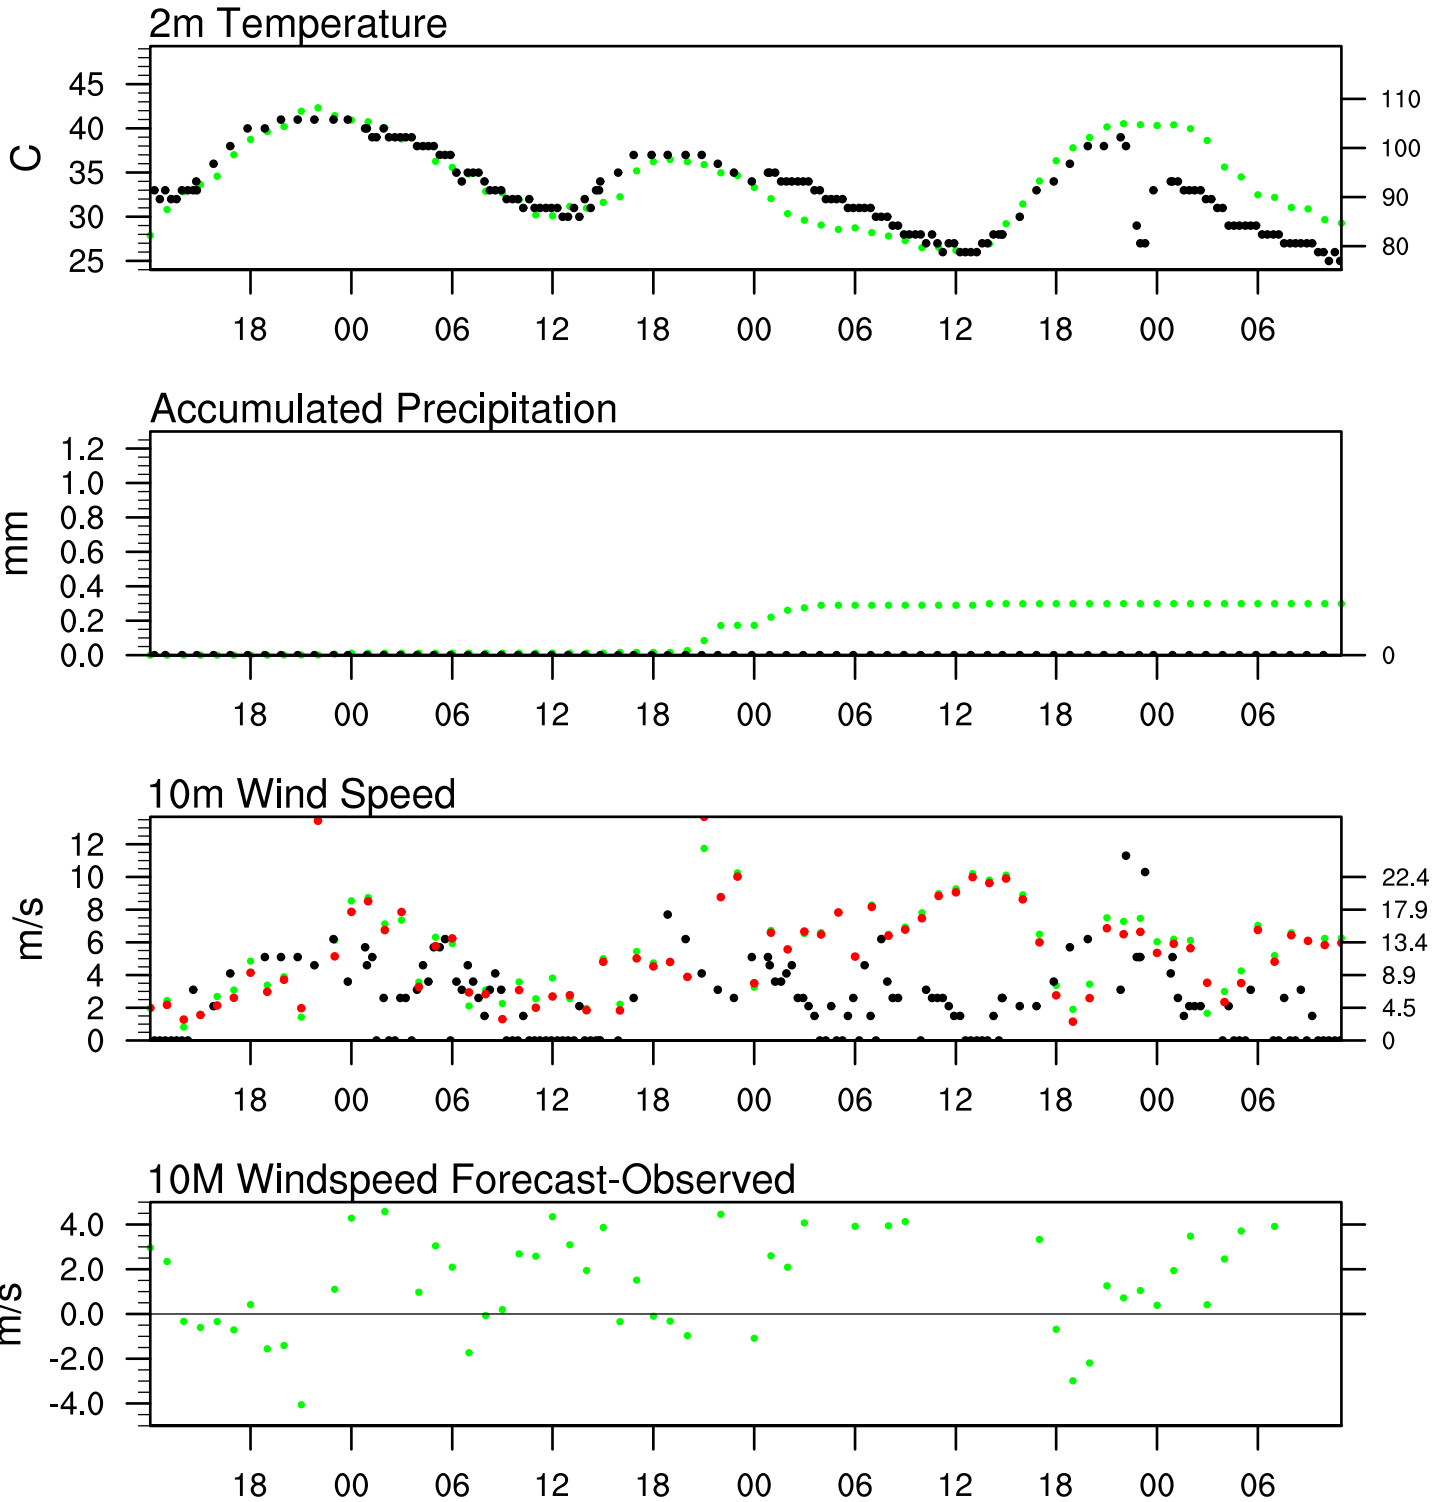 2m Temperature
C
45
40
35
30
25
110
100
90
80
18 00 06 12 18 00 06 12 18 00 06
Accumulated Precipitation
mm
1.2
1.0
0.8
0.6
0.4
0.2
0.0
0
18 00 06 12 18 00 06 12 18 00 06
10m Wind Speed
m/s
12
10
8
6
4
2
0
22.4
17.9
13.4
8.9
4.5
0
18 00 06 12 18 00 06 12 18 00 06
10M Windspeed Forecast-Observed
m/s
4.0
2.0
0.0
-2.0
-4.0
18 00 06 12 18 00 06 12 18 00 06